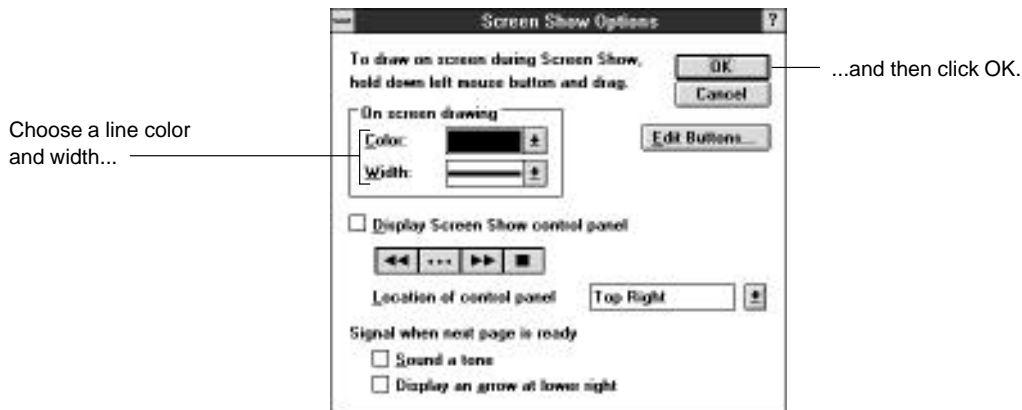 Screen Show Options ?
To draw on screen during Screen Show,
hold down left mouse button and drag.
OK
...and then click OK.
Cancel
On screen drawing
Choose a line color
and width...
Color:
Edit Buttons...
Width:
Display Screen Show control panel
Location of control panel Top Right
Signal when next page is ready
Sound a tone
Display an arrow at lower right